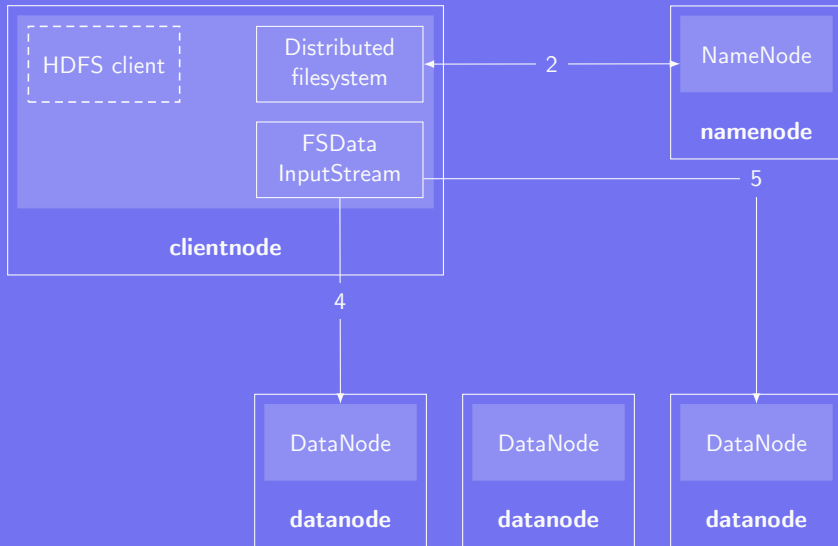 HDFS client
Distributed
filesystem
2
NameNode
namenode
FSData
InputStream
5
clientnode
4
DataNode
DataNode
DataNode
datanode
datanode
datanode